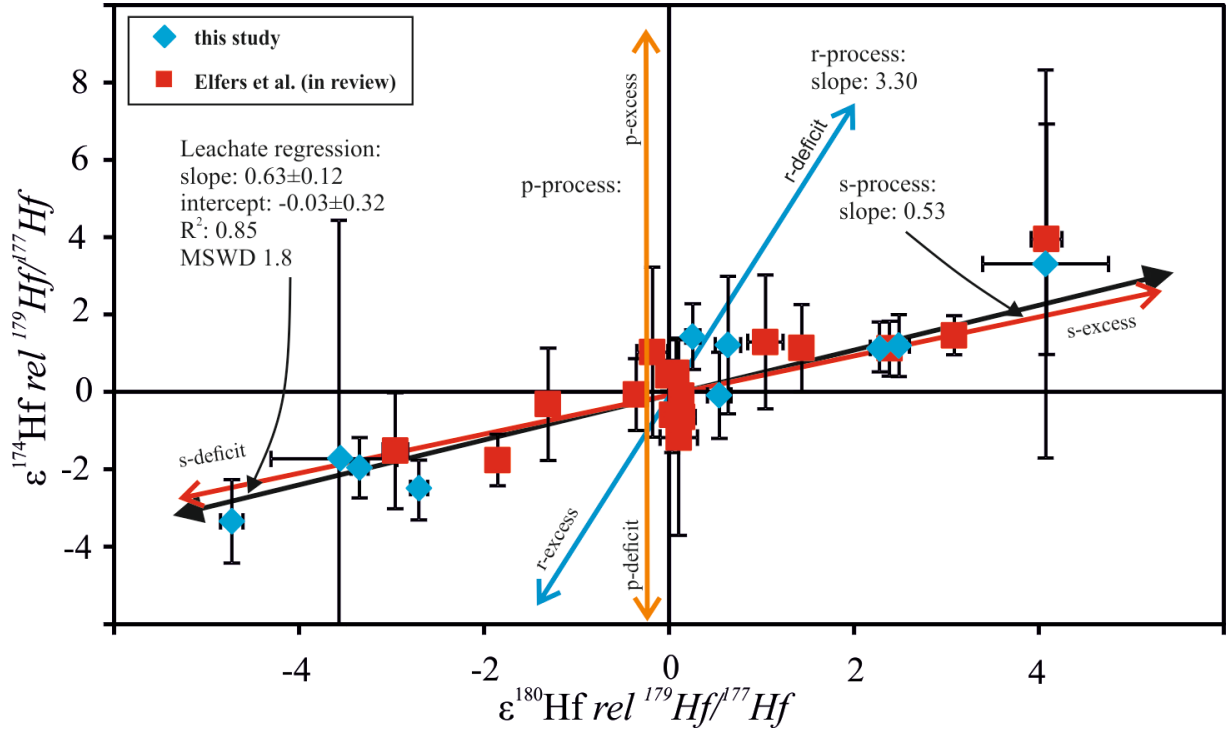 this study
Elfers et al. (in review)
Leachate regression:
slope: 0.63±0.12
intercept: -0.03±0.32
R²: 0.85
MSWD 1.8
p-process:
p-excess
p-deficit
r-process:
slope: 3.30
r-deficit
r-excess
s-process:
slope: 0.53
s-excess
s-deficit
8
6
4
2
0
-2
-4
-4
-2
0
2
4
ε¹⁷⁴Hf rel ¹⁷⁹Hf/¹⁷⁷Hf
ε¹⁸⁰Hf rel ¹⁷⁹Hf/¹⁷⁷Hf